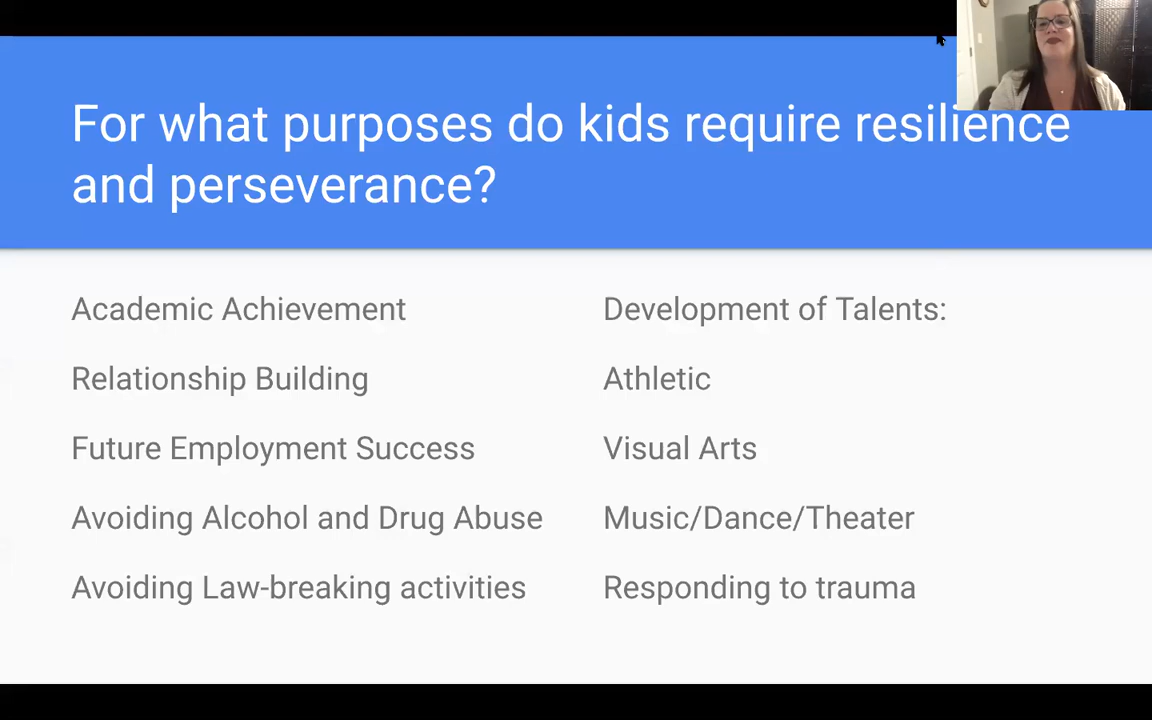 For what purposes do kids require resilience
and perseverance?
Academic Achievement
Relationship Building
Future Employment Success
Avoiding Alcohol and Drug Abuse
Avoiding Law-breaking activities
Development of Talents:
Athletic
Visual Arts
Music/Dance/Theater
Responding to trauma